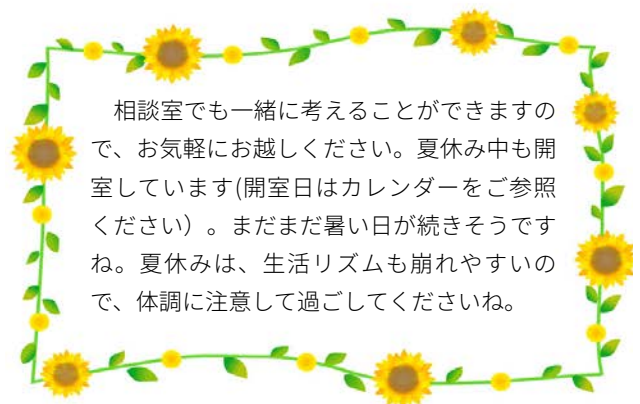 相談室でも一緒に考えることができますの
で、お気軽にお越しください。夏休み中も開
室しています(開室日はカレンダーをご参照
ください）。まだまだ暑い日が続きそうです
ね。夏休みは、生活リズムも崩れやすいの
で、体調に注意して過ごしてくださいね。